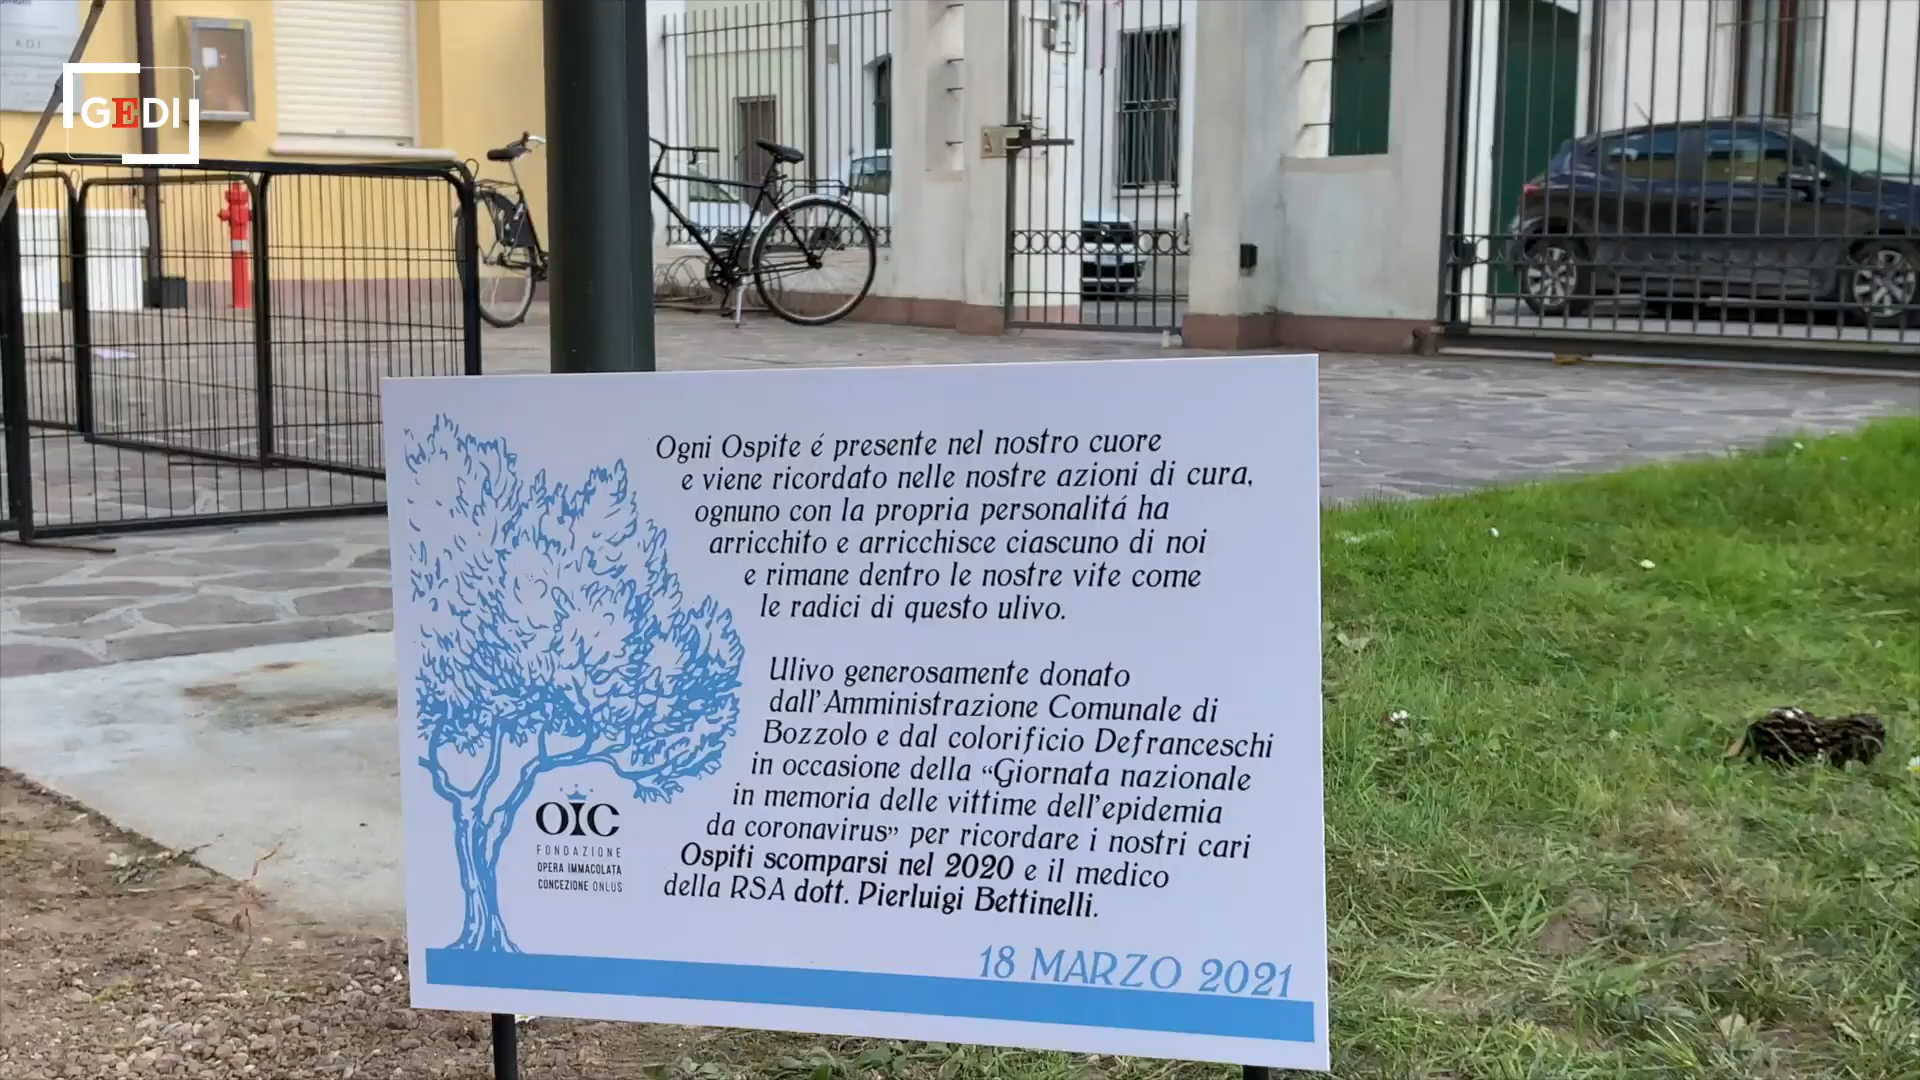 A.D.I.
GEDI
Ogni Ospite é presente nel nostro cuore
e viene ricordato nelle nostre azioni di cura,
ognuno con la propria personalitá ha
arricchito e arricchisce ciascuno di noi
e rimane dentro le nostre vite come
le radici di questo ulivo.
Ulivo generosamente donato
dall'Amministrazione Comunale di
Bozzolo e dal colorificio Defranceschi
in occasione della “Giornata nazionale
in memoria delle vittime dell'epidemia
da coronavirus” per ricordare i nostri cari
Ospiti scomparsi nel 2020 e il medico
della RSA dott. Pierluigi Bettinelli.
OIC
FONDAZIONE
OPERA IMMACOLATA
CONCEZIONE ONLUS
18 MARZO 2021